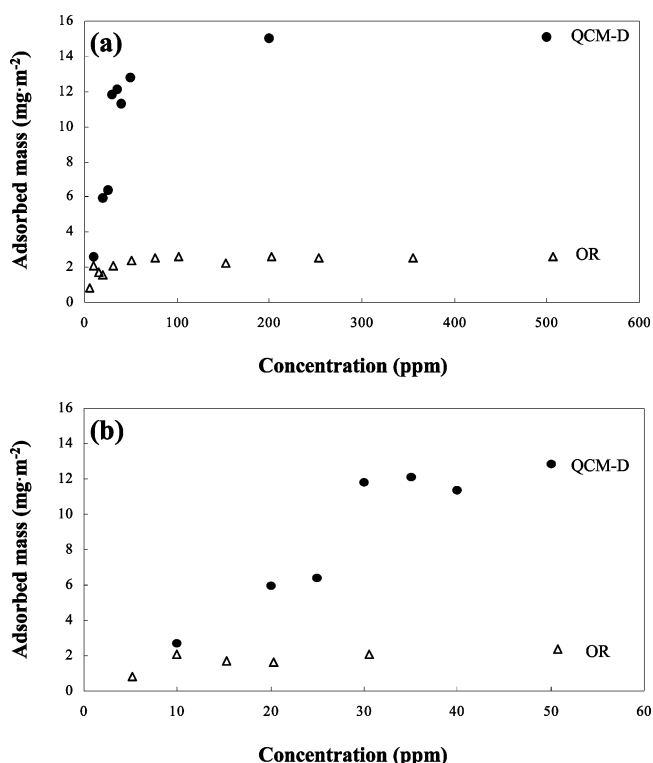 (a)
16
14
12
10
8
6
4
2
0
QCM-D
OR
0 100 200 300 400 500 600
Adsorbed mass (mg·m-2)
Concentration (ppm)
(b)
16
14
12
10
8
6
4
2
0
QCM-D
OR
0 10 20 30 40 50 60
Adsorbed mass (mg·m-2)
Concentration (ppm)